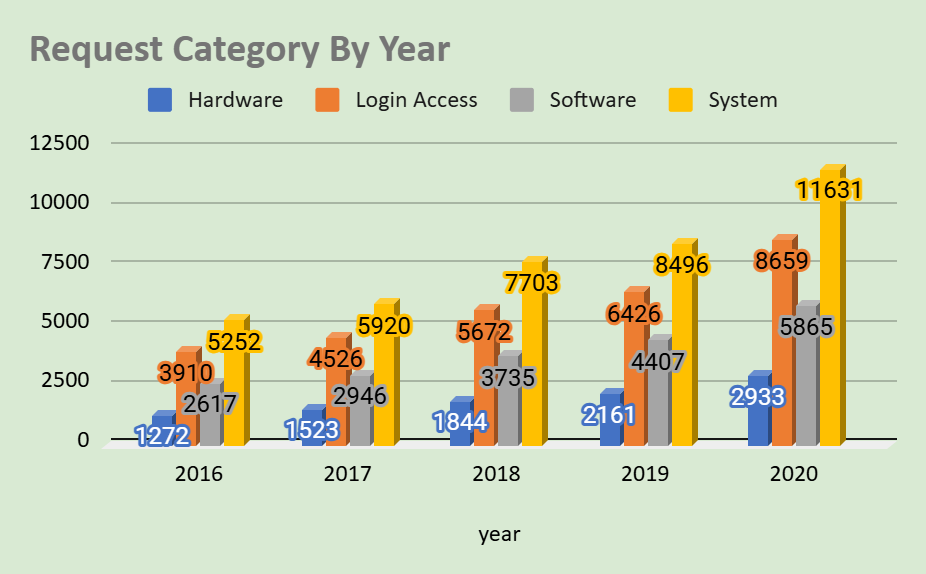 Request Category By Year
Hardware Login Access Software System
12500
10000
7500
5000
2500
0
1272 3910 2617 5252
1523 4526 2946 5920
1844 5672 3735 7703
2161 6426 4407 8496
2933 8659 5865 11631
2016 2017 2018 2019 2020
year